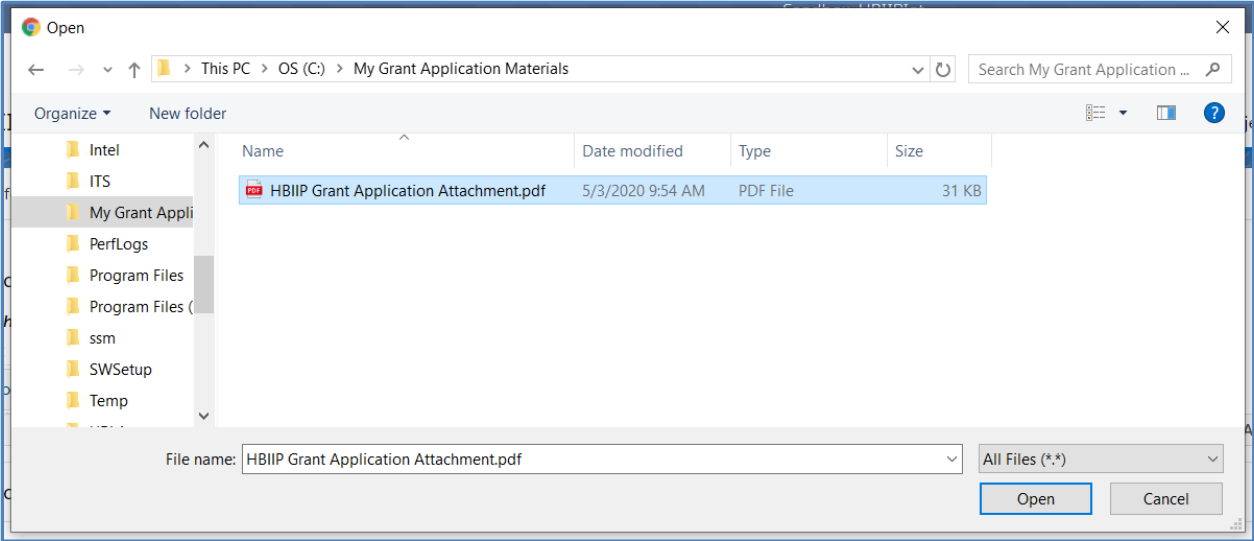 Open
This PC > OS (C:) > My Grant Application Materials
Search My Grant Application ...
Organize New folder
?
Name Date modified Type Size
Intel
ITS
HBIIP Grant Application Attachment.pdf 5/3/2020 9:54 AM PDF File 31 KB
My Grant Appli
PerfLogs
Program Files
Program Files (
ssm
SWSetup
Temp
File name: HBIIP Grant Application Attachment.pdf All Files (*.*)
Open Cancel